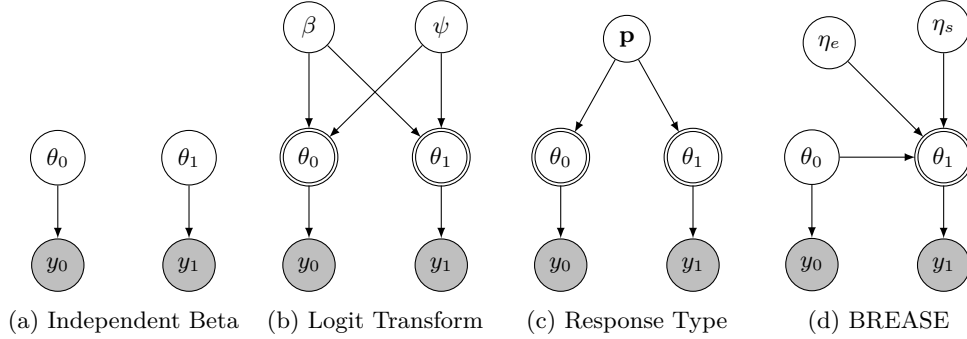 β ψ p η_e η_s
θ_0 θ_1 θ_0 θ_1 θ_0 θ_1 θ_0 θ_1
y_0 y_1 y_0 y_1 y_0 y_1 y_0 y_1
(a) Independent Beta (b) Logit Transform (c) Response Type (d) BREASE